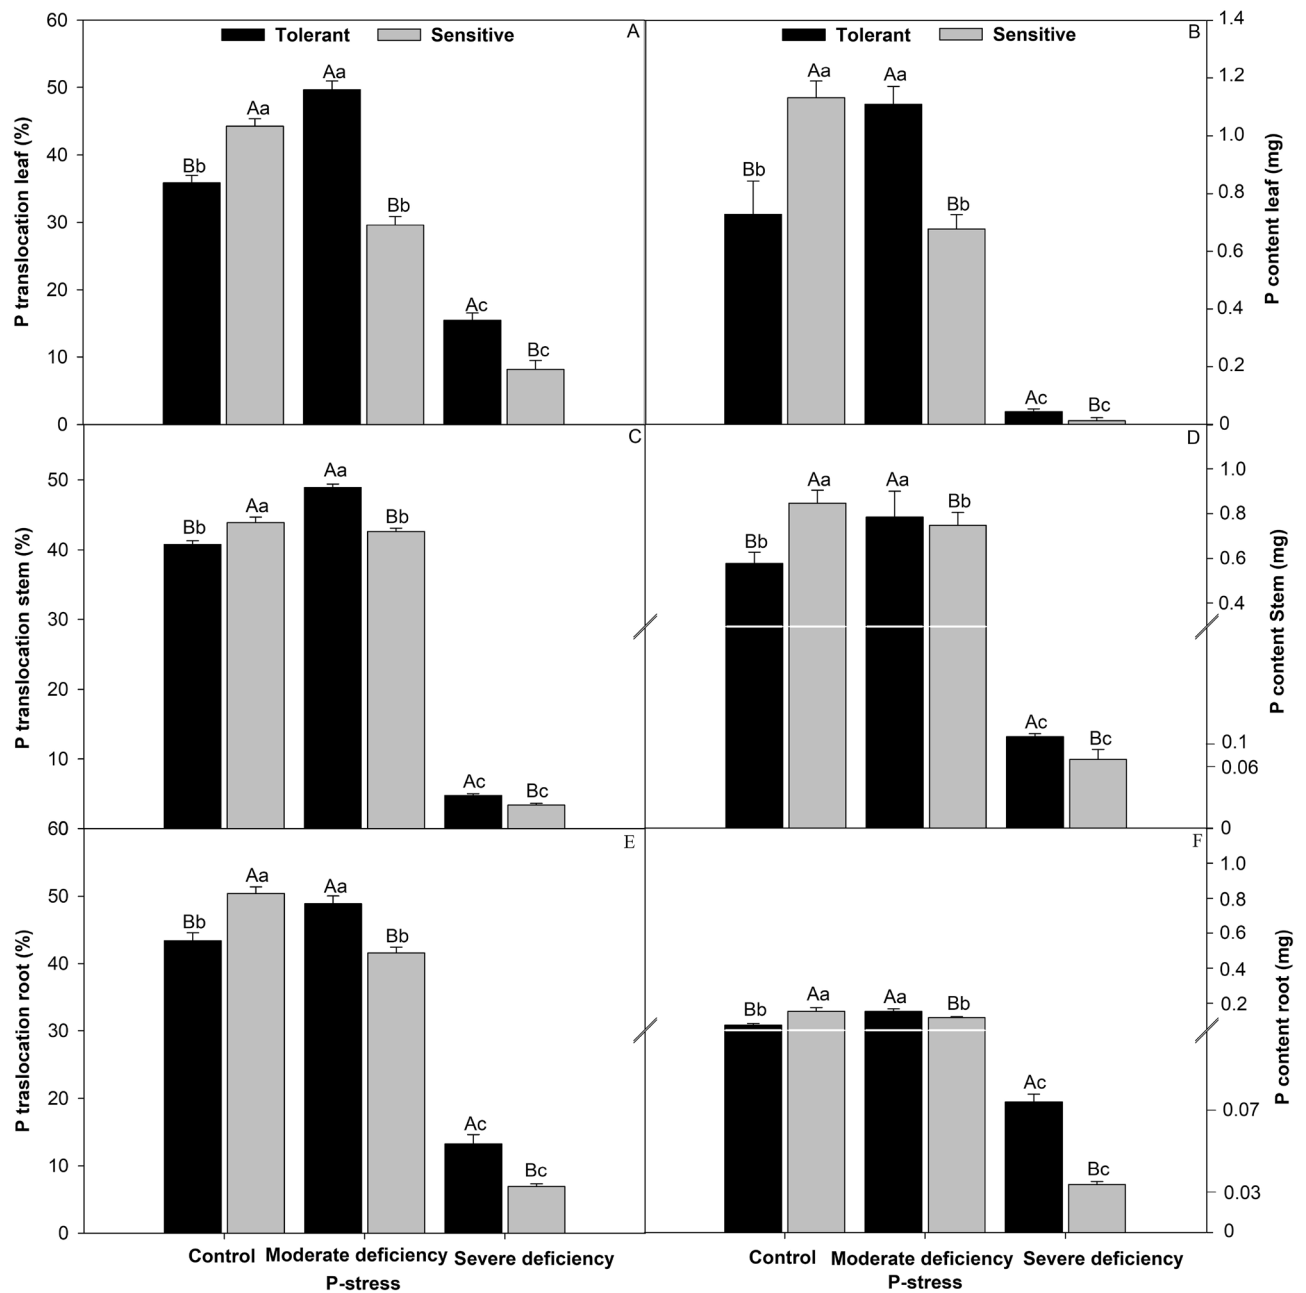 Tolerant Sensitive A
60
50
40
30
20
10
0
P translocation leaf (%)
Bb Aa Aa Bb Ac Bc
Tolerant Sensitive B
1.4
1.2
1.0
0.8
0.6
0.4
0.2
0
P content leaf (mg)
Bb Aa Aa Bb Ac Bc
C
50
40
30
20
10
60
P translocation stem (%)
Bb Aa Aa Bb Ac Bc
D
1.0
0.8
0.6
0.4
0.1
0.06
0
P content Stem (mg)
Bb Aa Aa Bb Ac Bc
E
50
40
30
20
10
0
P traslocation root (%)
Bb Aa Aa Bb Ac Bc
Control Moderate deficiency Severe deficiency
P-stress
F
1.0
0.8
0.6
0.4
0.2
0.07
0.03
0
P content root (mg)
Bb Aa Aa Bb Ac Bc
Control Moderate deficiency Severe deficiency
P-stress